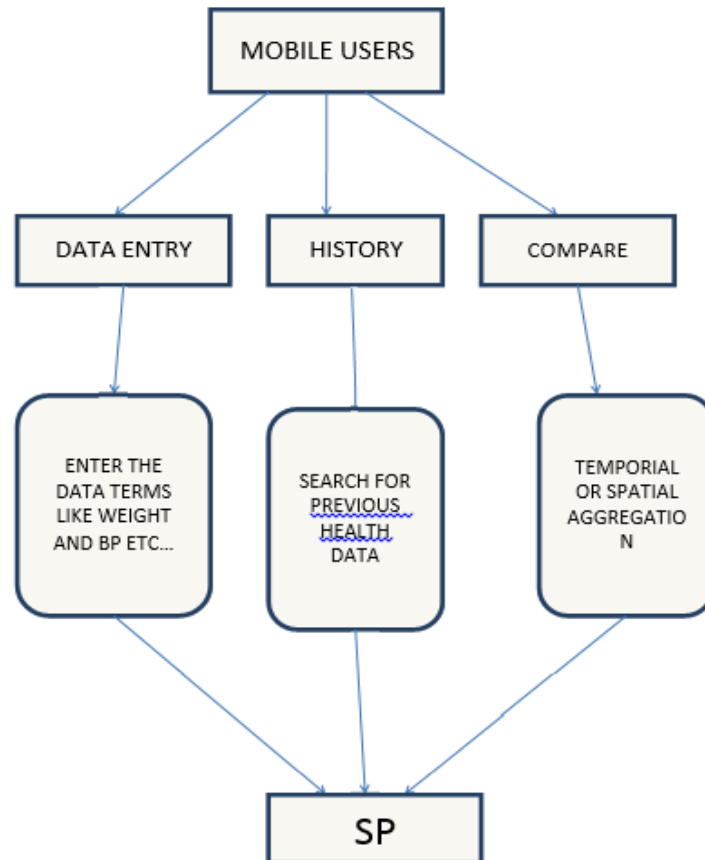 MOBILE USERS
DATA ENTRY
HISTORY
COMPARE
ENTER THE
DATA TERMS
LIKE WEIGHT
AND BP ETC...
SEARCH FOR
PREVIOUS
HEALTH
DATA
TEMPORIAL
OR SPATIAL
AGGREGATIO
N
SP